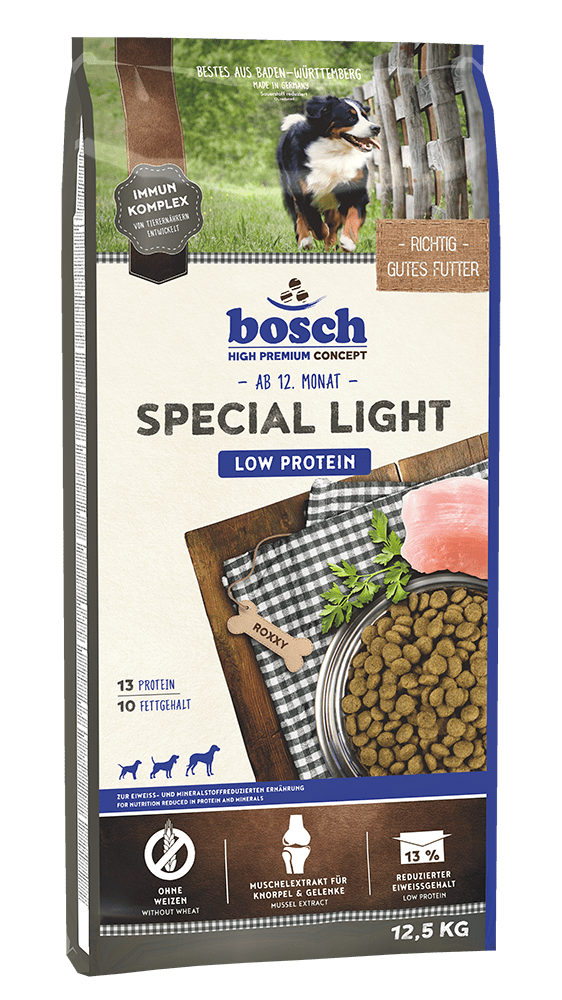 BESTES AUS BADEN-WÜRTTEMBERG
MADE IN GERMANY
IMMUN
KOMPLEX
VON TIERERNÄHRERN
ENTWICKELT
- RICHTIG -
GUTES FUTTER
bosch
HIGH PREMIUM CONCEPT
- AB 12. MONAT -
SPECIAL LIGHT
LOW PROTEIN
ROXXY
13 PROTEIN
10 FETTGEHALT
ZUR EIWEISS- UND MINERALSTOFFREDUZIERTEN ERNÄHRUNG
FOR NUTRITION REDUCED IN PROTEIN AND MINERALS
OHNE
WEIZEN
WITHOUT WHEAT
MUSCHELEXTRAKT FÜR
KNORPEL & GELENKE
MUSSEL EXTRACT
13 %
REDUZIERTER
EIWEISSGEHALT
LOW PROTEIN
12,5 KG